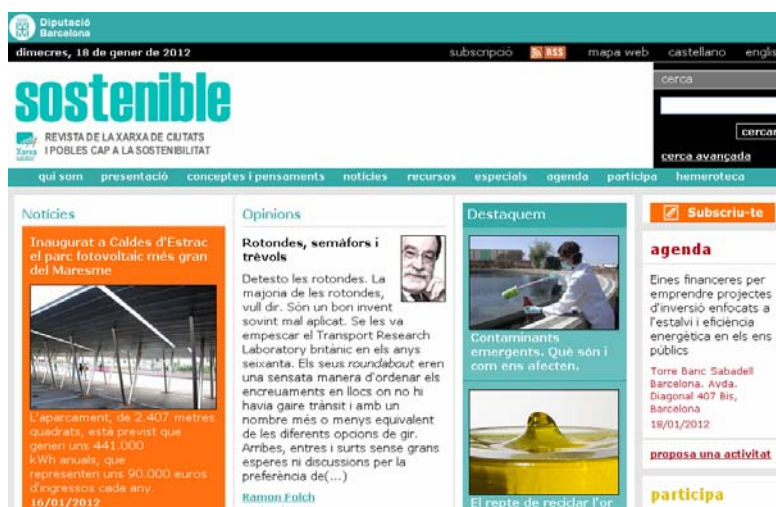 Diputació
Barcelona
dimecres, 18 de gener de 2012
subscripció
RSS
mapa web
castellano
englis
sostenible
REVISTA DE LA XARXA DE CIUTATS
I POBLES CAP A LA SOSTENIBILITAT
Xarxa
cerca
cercar
cerca avançada
qui som
presentació
conceptes i pensaments
notícies
recursos
especials
agenda
participa
hemeroteca
Notícies
Inaugurat a Caldes d'Estrac
el parc fotovoltaic més gran
del Maresme
L'aparcament, de 2.407 metres
quadrats, està previst que
generi uns 441.000
kWh anuals, que
representen uns 90.000 euros
d'ingressos cada any.
16/01/2012
Opinions
Rotondes, semàfors i
trèvols
Detesto les rotondes. La
majoria de les rotondes,
vull dir. Són un bon invent
sovint mal aplicat. Se les va
empescar el Transport Research
Laboratory britànic en els anys
seixanta. Els seus roundabout eren
una sensata manera d'ordenar els
encreuaments en llocs on no hi
havia gaire trànsit i amb un
nombre més o menys equivalent
de les diferents opcions de gir.
Arribes, entres i surts sense grans
esperes ni discussions per la
preferència de(...)
Ramon Folch
Destaquem
Contaminants
emergents. Què són i
com ens afecten.
El repte de reciclar l'or
Subscriu-te
agenda
Eines financeres per
emprendre projectes
d'inversió enfocats a
l'estalvi i eficiència
energètica en els ens
públics
Torre Banc Sabadell
Barcelona. Avda.
Diagonal 407 Bis,
Barcelona
18/01/2012
proposa una activitat
participa